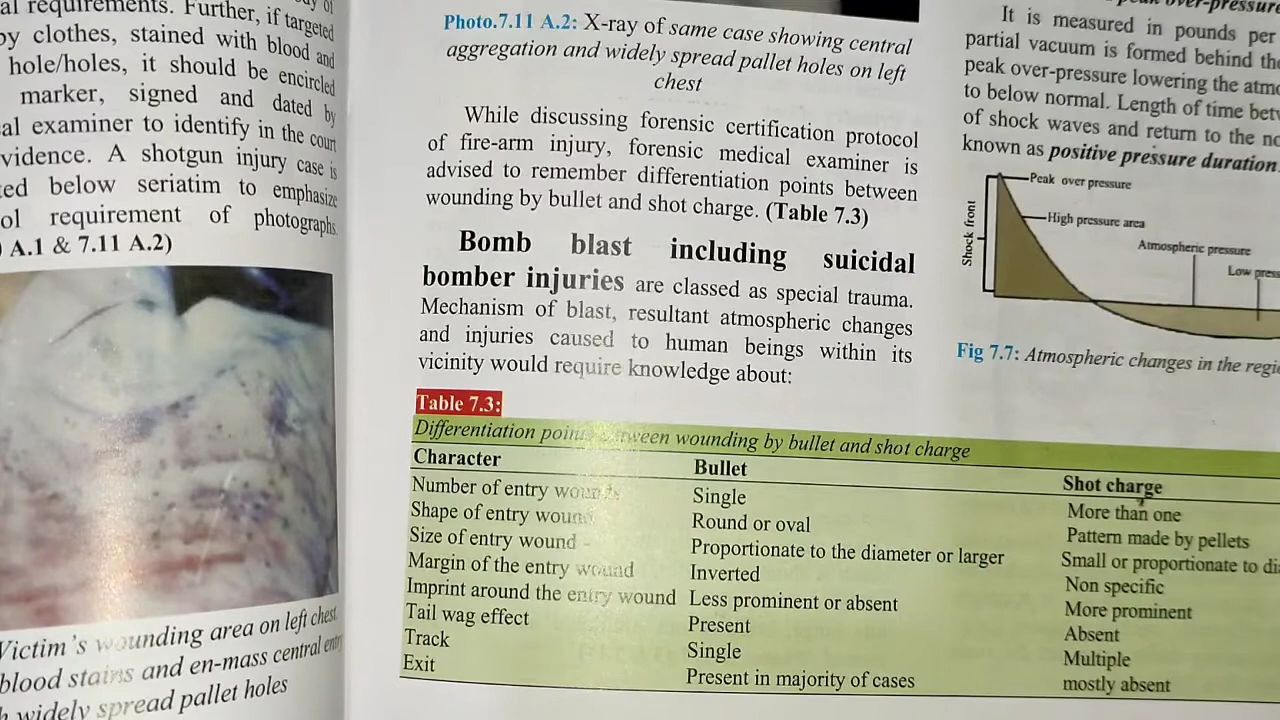 al requirements. Further, if targeted
by clothes, stained with blood and
hole/holes, it should be encircled
marker, signed and dated by
al examiner to identify in the court
vidence. A shotgun injury case is
ted below seriatim to emphasize
ol requirement of photographs.
A.1 & 7.11 A.2)
Victim's wounding area on left chest
blood stains and en-mass central entry
widely spread pallet holes
Photo.7.11 A.2: X-ray of same case showing central
aggregation and widely spread pallet holes on left
chest
While discussing forensic certification protocol
of fire-arm injury, forensic medical examiner is
advised to remember differentiation points between
wounding by bullet and shot charge. (Table 7.3)
Bomb blast including suicidal
bomber injuries are classed as special trauma.
Mechanism of blast, resultant atmospheric changes
and injuries caused to human beings within its
vicinity would require knowledge about:
over-pressure
It is measured in pounds per
partial vacuum is formed behind the
peak over-pressure lowering the atmo
to below normal. Length of time betw
of shock waves and return to the no
known as positive pressure duration.
Peak over pressure
High pressure area
Atmospheric pressure
Low press
Shock front
Fig 7.7: Atmospheric changes in the regi
Table 7.3:
Differentiation points between wounding by bullet and shot charge
Character Bullet Shot charge
Number of entry wounds Single More than one
Shape of entry wound Round or oval Pattern made by pellets
Size of entry wound - Proportionate to the diameter or larger Small or proportionate to dia
Margin of the entry wound Inverted Non specific
Imprint around the entry wound Less prominent or absent More prominent
Tail wag effect Present Absent
Track Single Multiple
Exit Present in majority of cases mostly absent